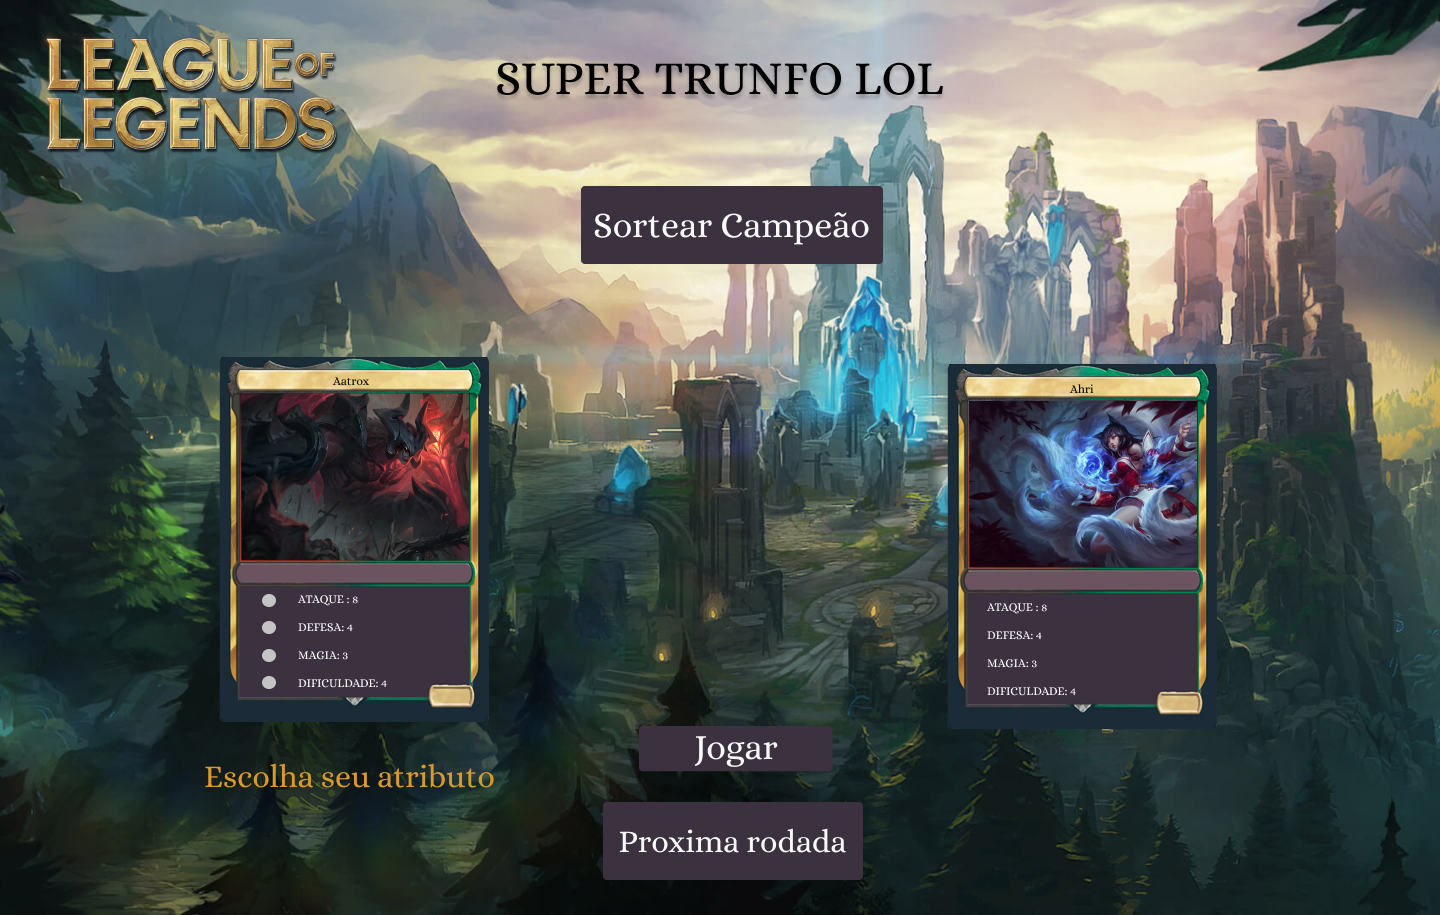 LEAGUE OF
LEGENDS
SUPER TRUNFO LOL
Sortear Campeão
Aatrox
ATAQUE : 8
DEFESA: 4
MAGIA: 3
DIFICULDADE: 4
Ahri
ATAQUE : 8
DEFESA: 4
MAGIA: 3
DIFICULDADE: 4
Escolha seu atributo
Jogar
Proxima rodada